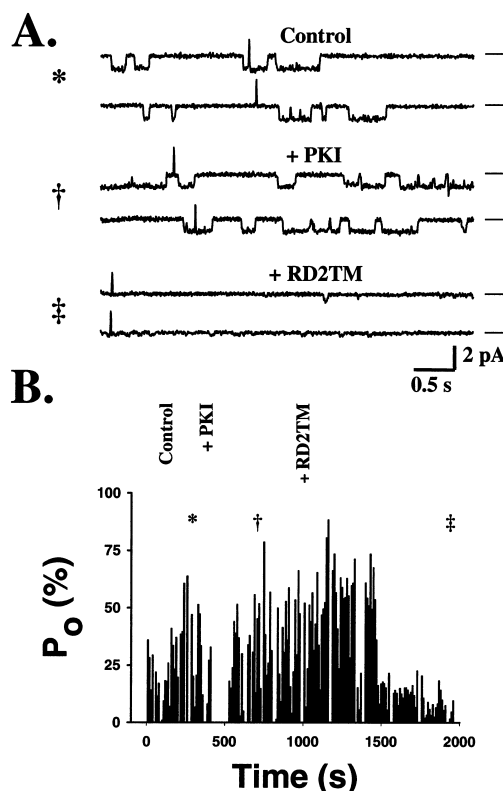 A.
Control
*
+ PKI
†
+ RD2TM
‡
2 pA
0.5 s
B.
Control
+ PKI
+ RD2TM
100
* † ‡
75
50
25
0
Po (%)
0 500 1000 1500 2000
Time (s)